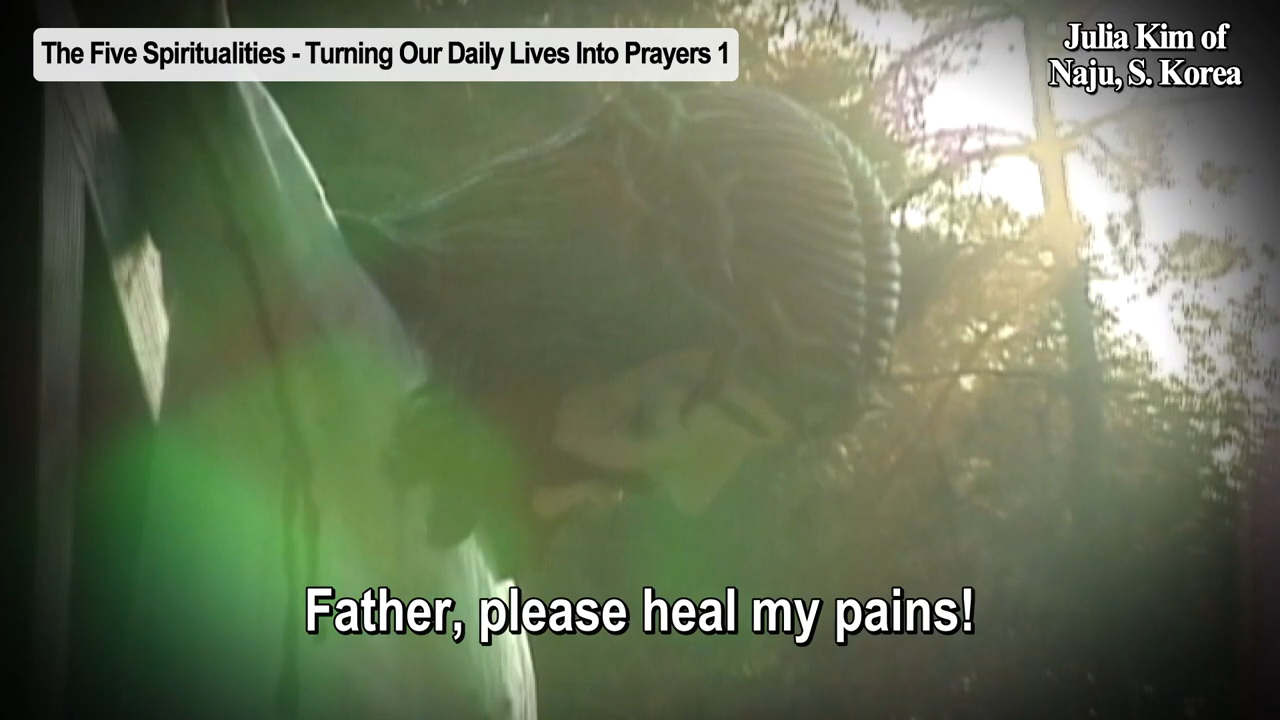 The Five Spiritualities - Turning Our Daily Lives Into Prayers 1
Julia Kim of
Naju, S. Korea
Father, please heal my pains!